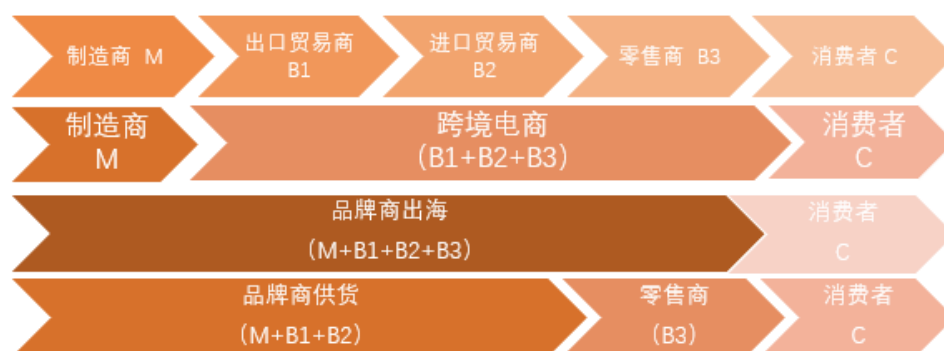 制造商 M
出口贸易商
B1
进口贸易商
B2
零售商 B3
消费者 C
制造商
M
跨境电商
（B1+B2+B3）
消费者
C
品牌商出海
（M+B1+B2+B3）
消费者
C
品牌商供货
（M+B1+B2）
零售商
（B3）
消费者
C